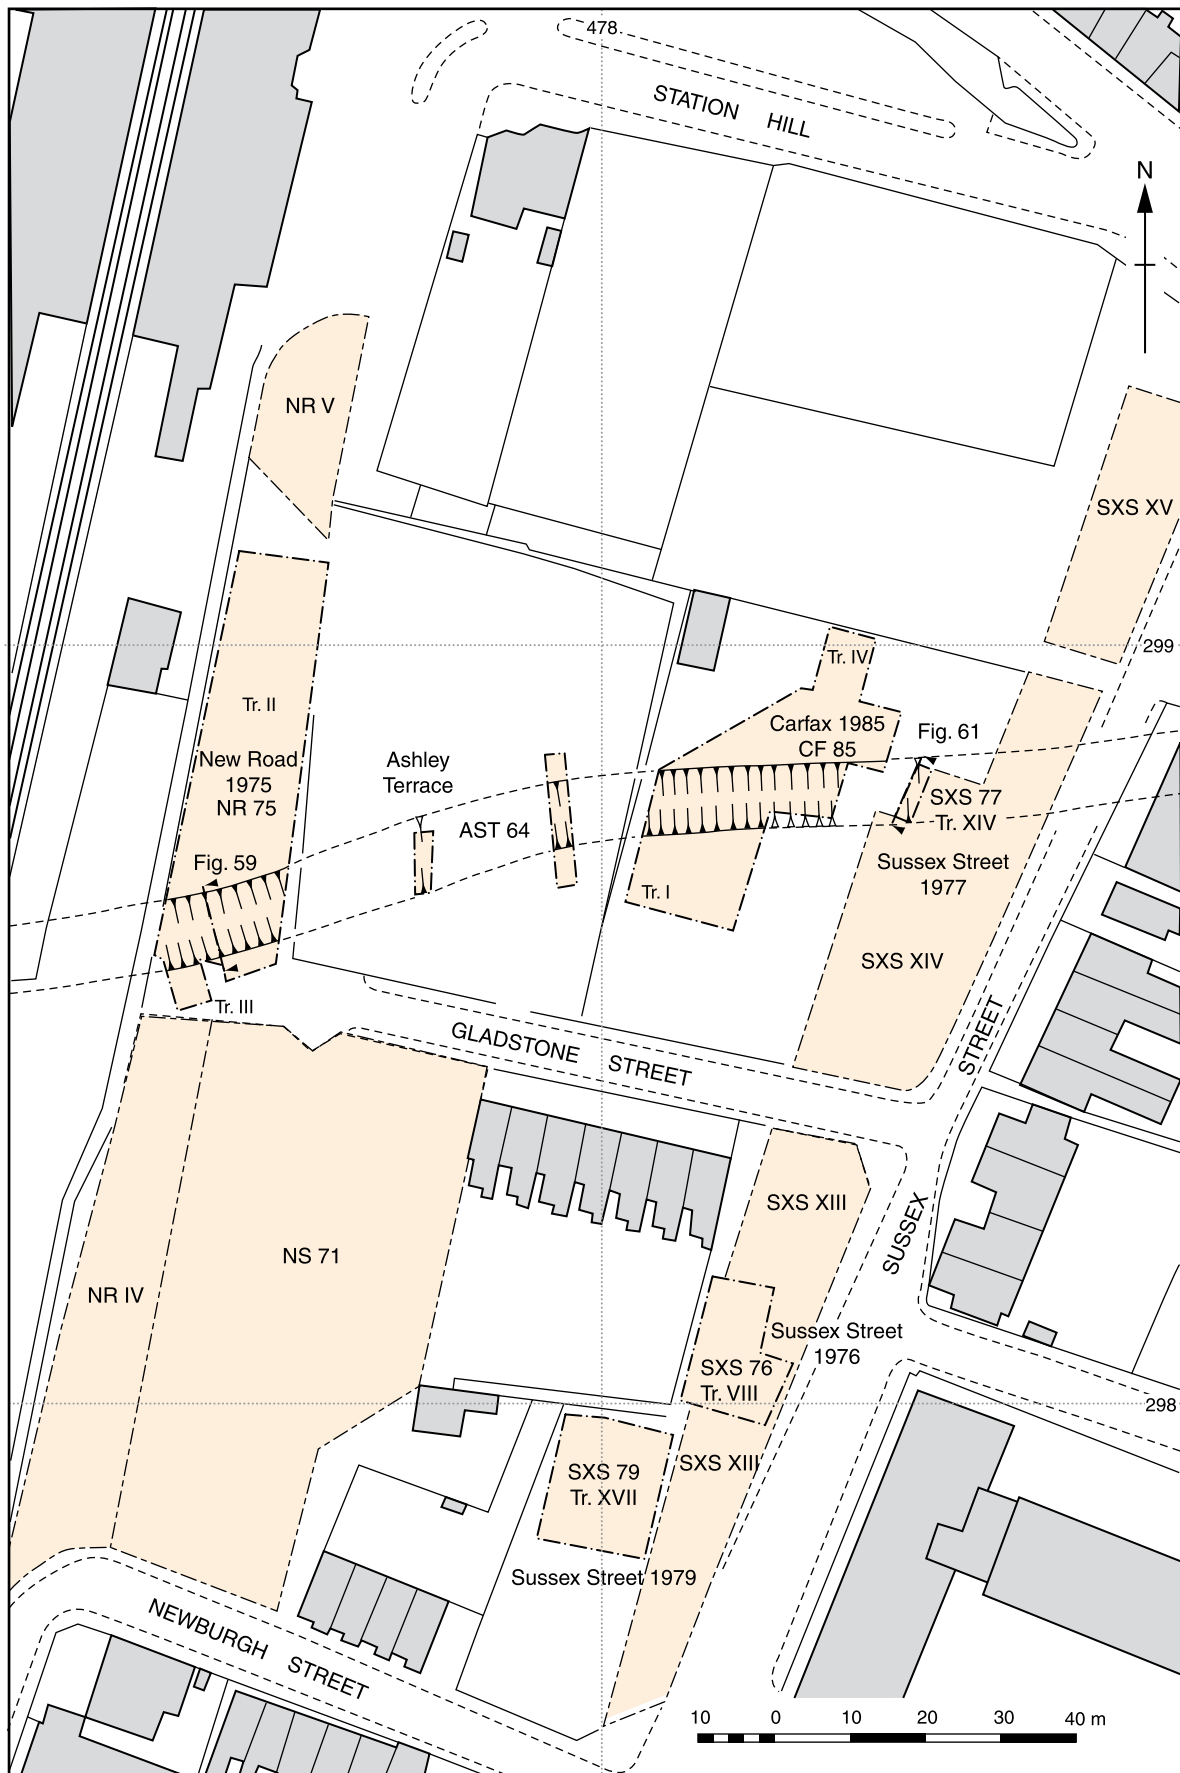 478
STATION HILL
N
NR V
SXS XV
299
Tr. IV
Tr. II
Carfax 1985
CF 85
Fig. 61
New Road
1975
NR 75
Ashley
Terrace
AST 64
SXS 77
Tr. XIV
Fig. 59
Sussex Street
1977
Tr. I
SXS XIV
Tr. III
GLADSTONE STREET
SUSSEX STREET
SXS XIII
NS 71
NR IV
Sussex Street
1976
SXS 76
Tr. VIII
298
SXS XIII
SXS 79
Tr. XVII
Sussex Street 1979
NEWBURGH STREET
10 0 10 20 30 40 m